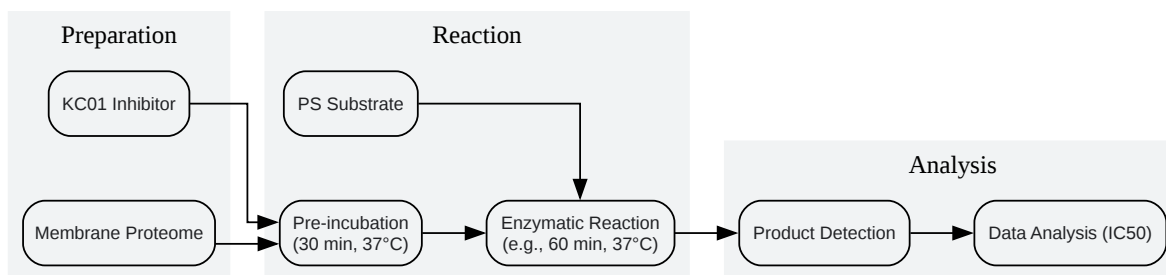 Preparation
KC01 Inhibitor
Membrane Proteome
Reaction
PS Substrate
Pre-incubation
(30 min, 37°C)
Enzymatic Reaction
(e.g., 60 min, 37°C)
Analysis
Product Detection
Data Analysis (IC50)